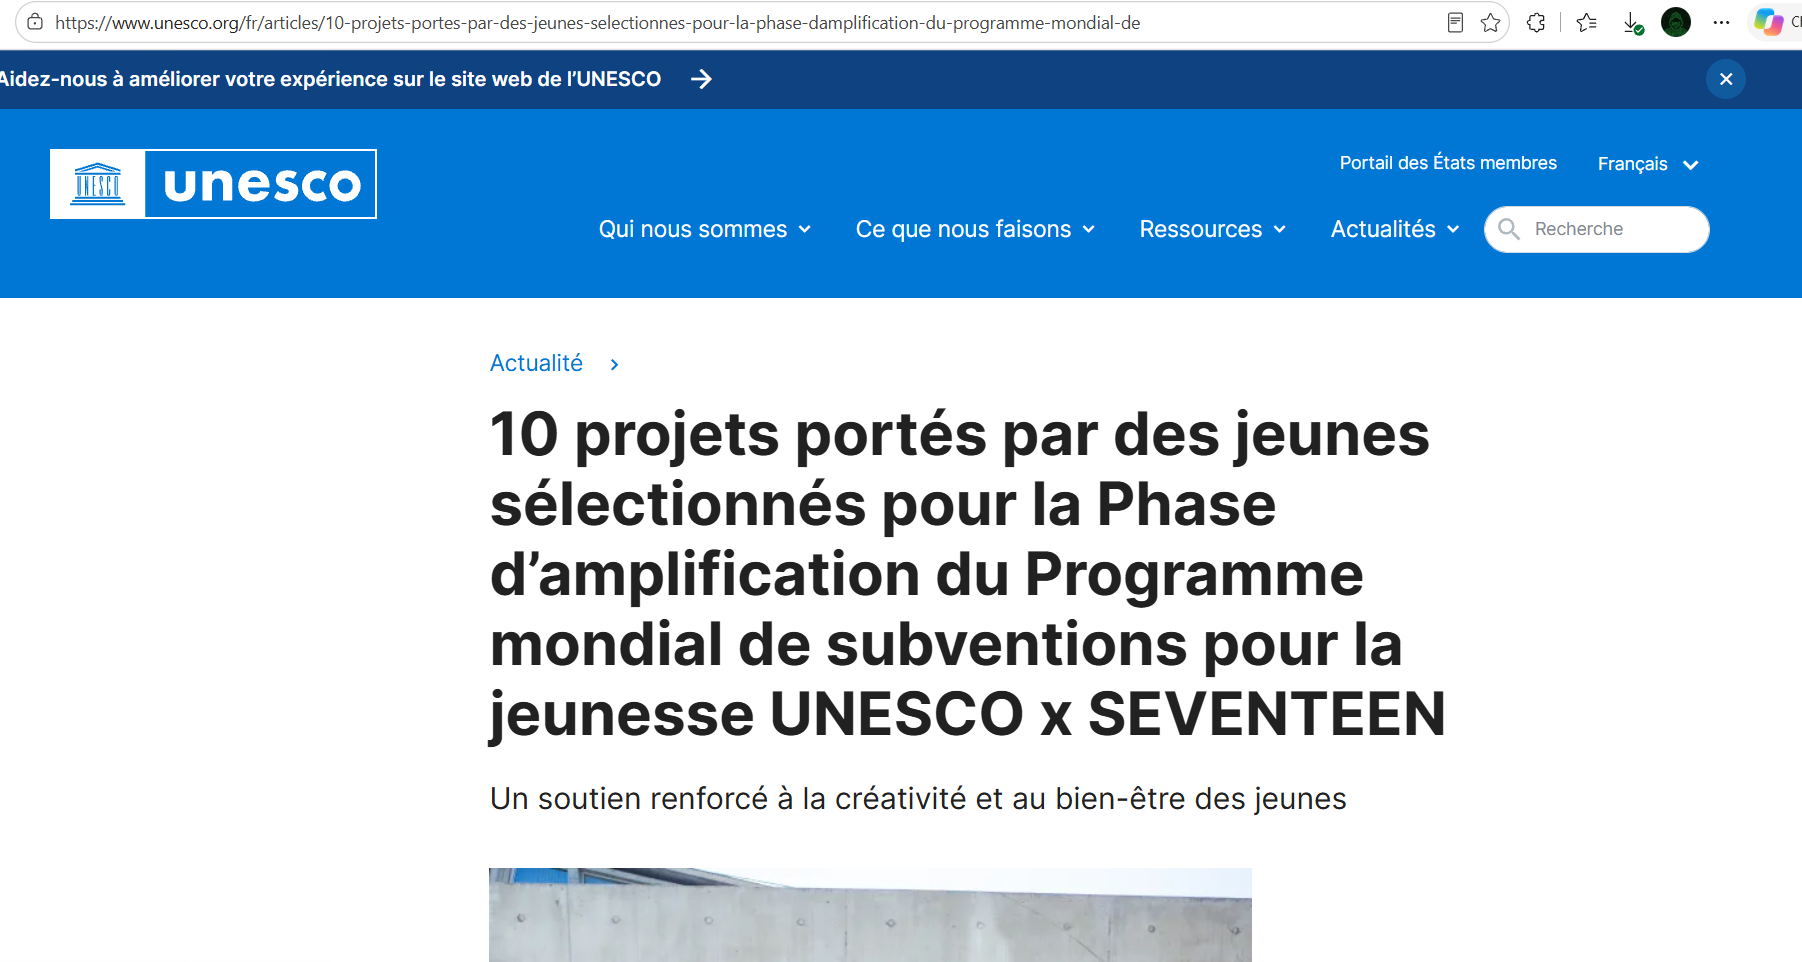 https://www.unesco.org/fr/articles/10-projets-portes-par-des-jeunes-selectionnes-pour-la-phase-damplification-du-programme-mondial-de
Aidez-nous à améliorer votre expérience sur le site web de l’UNESCO
UNESCO
unesco
Portail des États membres
Français
Qui nous sommes
Ce que nous faisons
Ressources
Actualités
Recherche
Actualité
10 projets portés par des jeunes
sélectionnés pour la Phase
d’amplification du Programme
mondial de subventions pour la
jeunesse UNESCO x SEVENTEEN
Un soutien renforcé à la créativité et au bien-être des jeunes